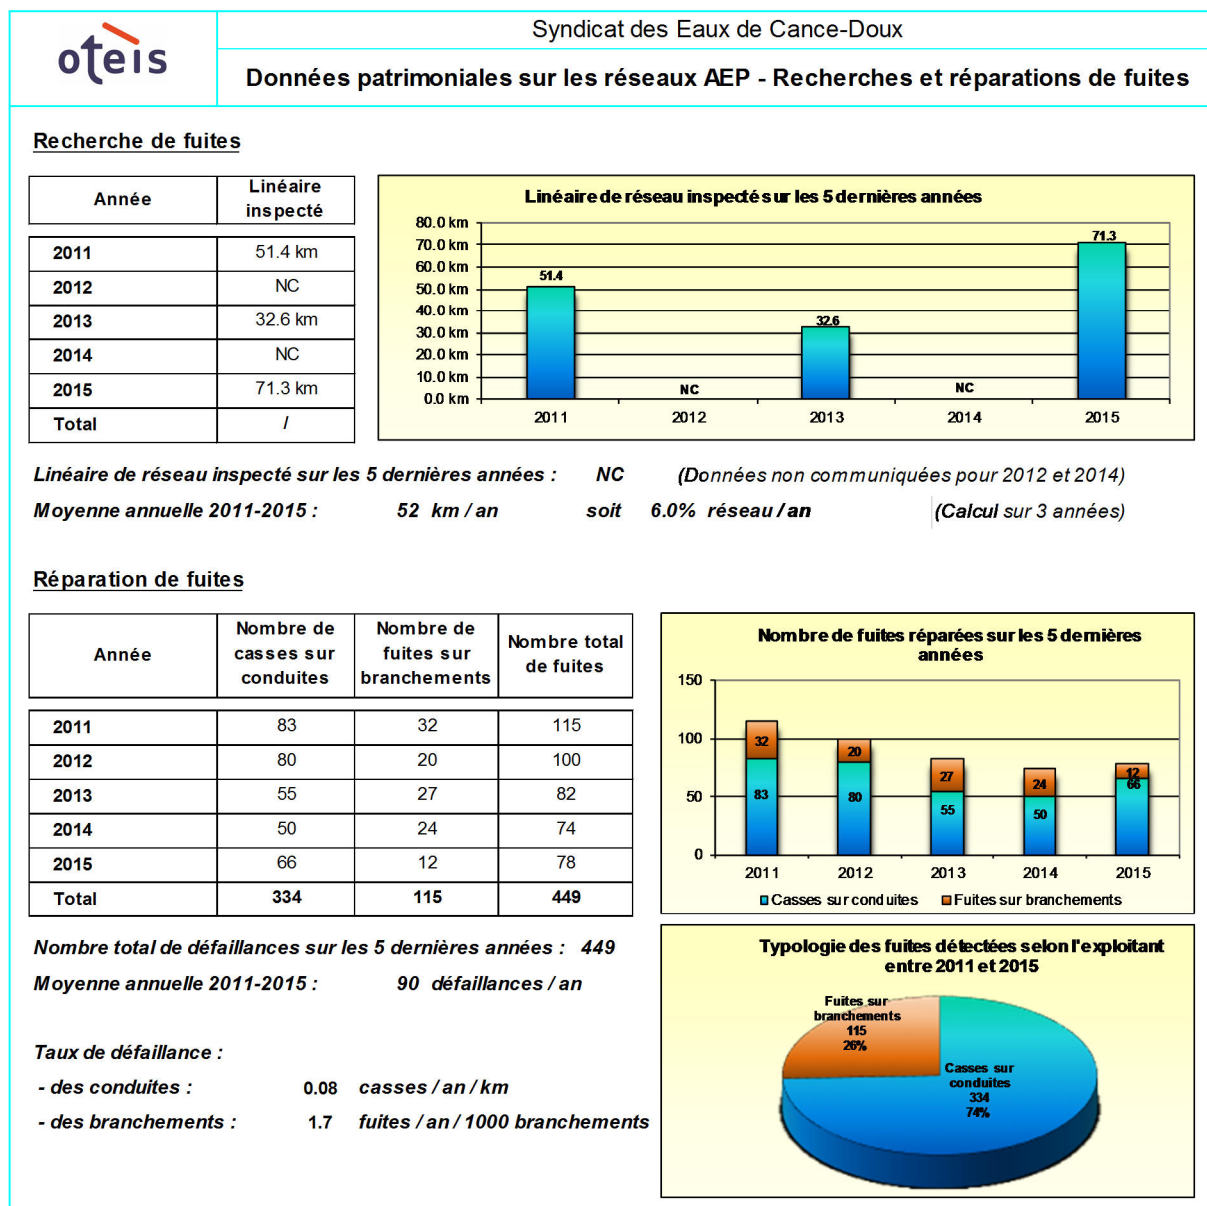 oteis
Syndicat des Eaux de Cance-Doux
Données patrimoniales sur les réseaux AEP - Recherches et réparations de fuites
Recherche de fuites
Année Linéaire inspecté
2011 51.4 km
2012 NC
2013 32.6 km
2014 NC
2015 71.3 km
Total /
Linéaire de réseau inspecté sur les 5 dernières années
80.0 km
70.0 km
60.0 km
50.0 km
40.0 km
30.0 km
20.0 km
10.0 km
0.0 km
51.4 NC 32.6 NC 71.3
2011 2012 2013 2014 2015
Linéaire de réseau inspecté sur les 5 dernières années : NC (Données non communiquées pour 2012 et 2014)
Moyenne annuelle 2011-2015 : 52 km / an soit 6.0% réseau / an (Calcul sur 3 années)
Réparation de fuites
Année Nombre de casses sur conduites Nombre de fuites sur branchements Nombre total de fuites
2011 83 32 115
2012 80 20 100
2013 55 27 82
2014 50 24 74
2015 66 12 78
Total 334 115 449
Nombre de fuites réparées sur les 5 dernières
années
150
100
50
0
32 20 27 24 12
83 80 55 50 66
2011 2012 2013 2014 2015
Casses sur conduites Fuites sur branchements
Nombre total de défaillances sur les 5 dernières années : 449
Moyenne annuelle 2011-2015 : 90 défaillances / an
Taux de défaillance :
- des conduites : 0.08 casses / an / km
- des branchements : 1.7 fuites / an / 1000 branchements
Typologie des fuites détectées selon l'exploitant
entre 2011 et 2015
Fuites sur
branchements
115
26%
Casses sur
conduites
334
74%